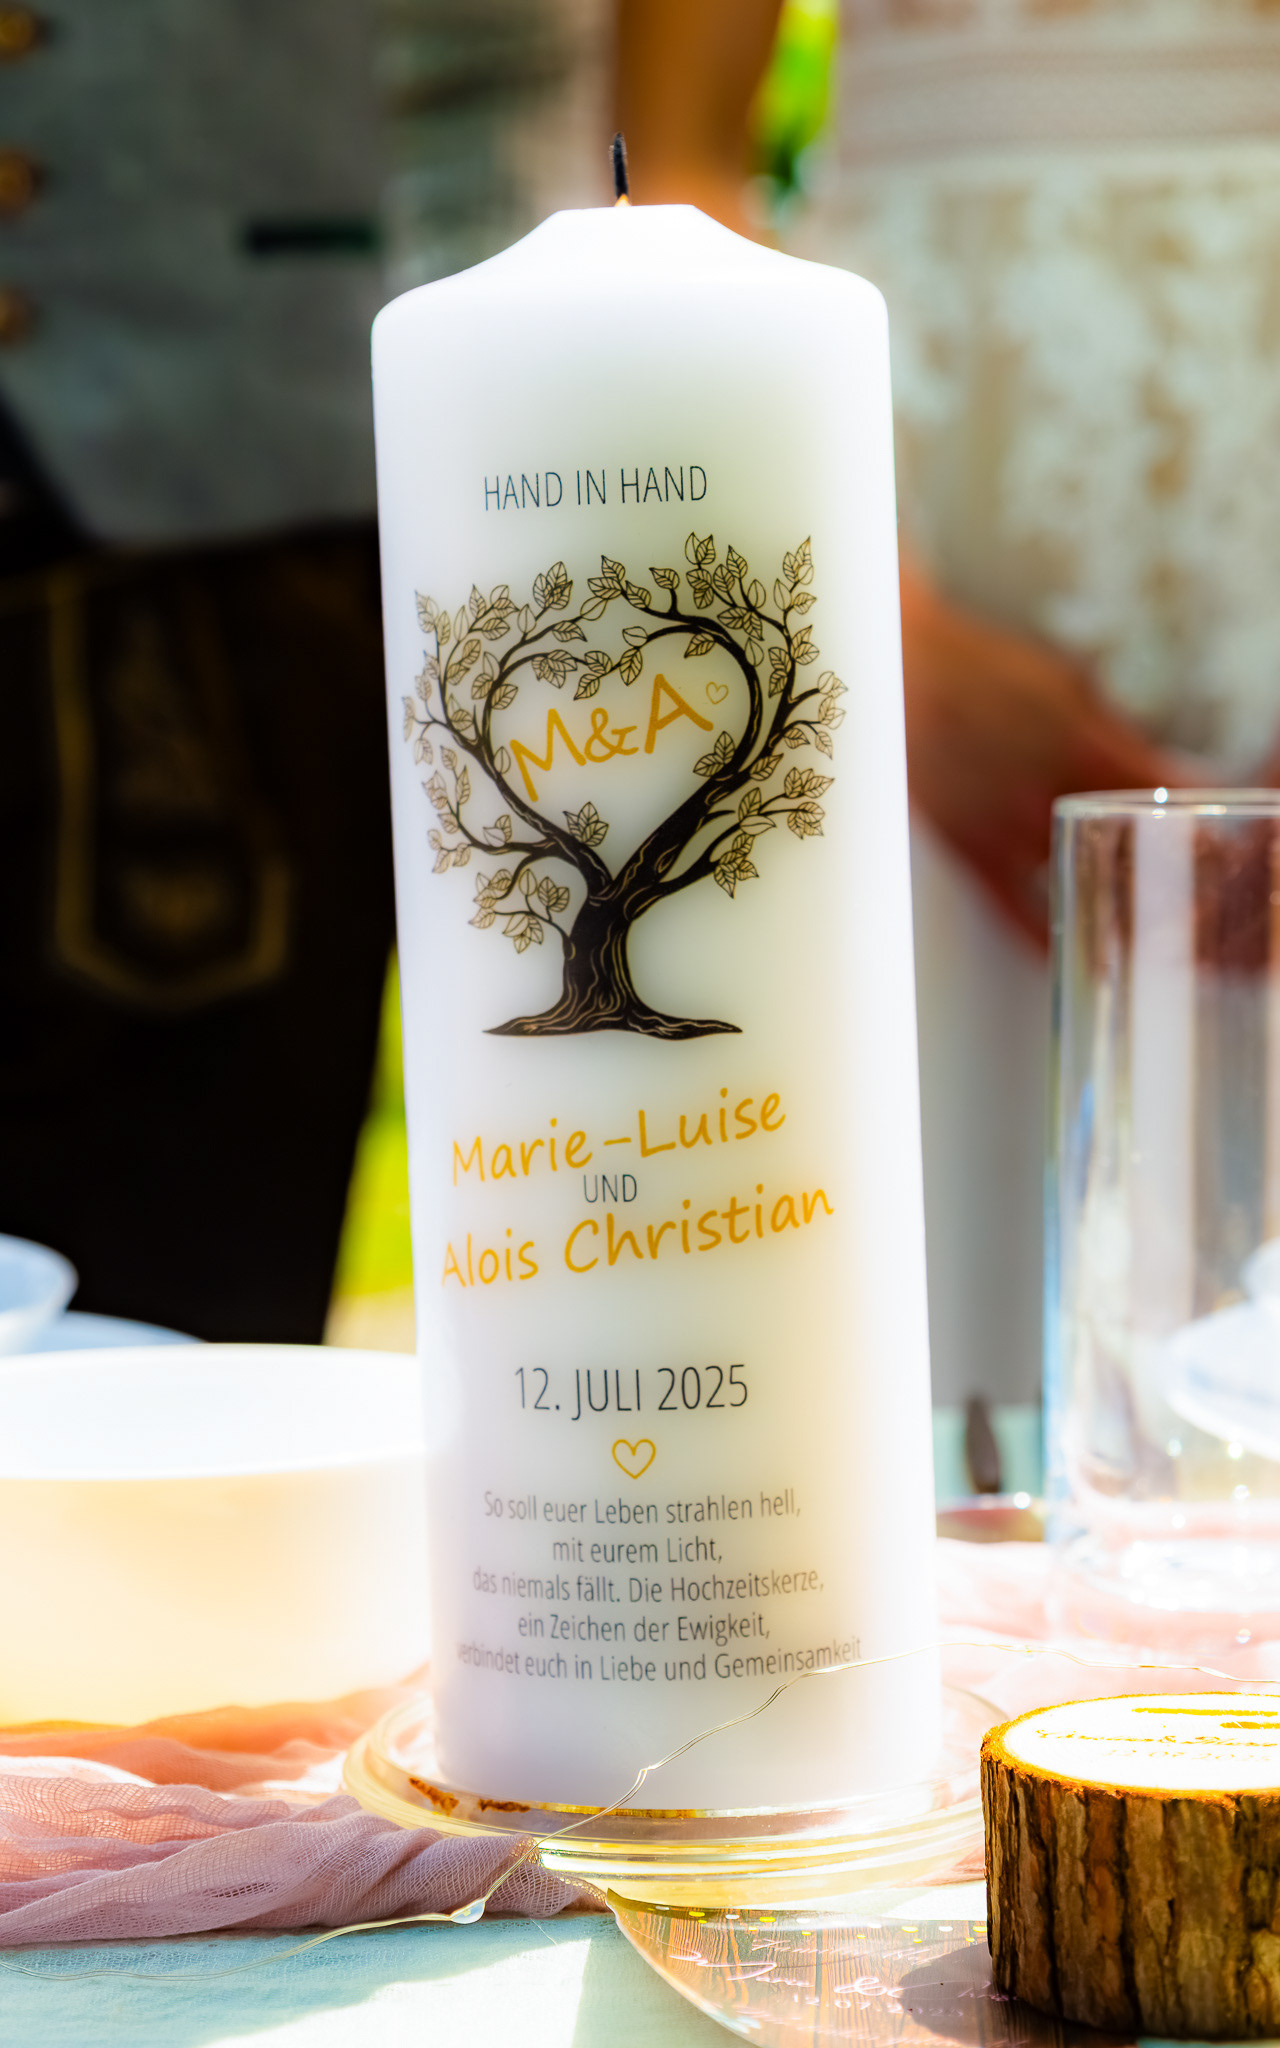 HAND IN HAND
M&A
Marie-Luise
UND
Alois Christian
12. JULI 2025
So soll euer Leben strahlen hell,
mit eurem Licht,
das niemals fällt. Die Hochzeitskerze,
ein Zeichen der Ewigkeit,
verbindet euch in Liebe und Gemeinsamkeit